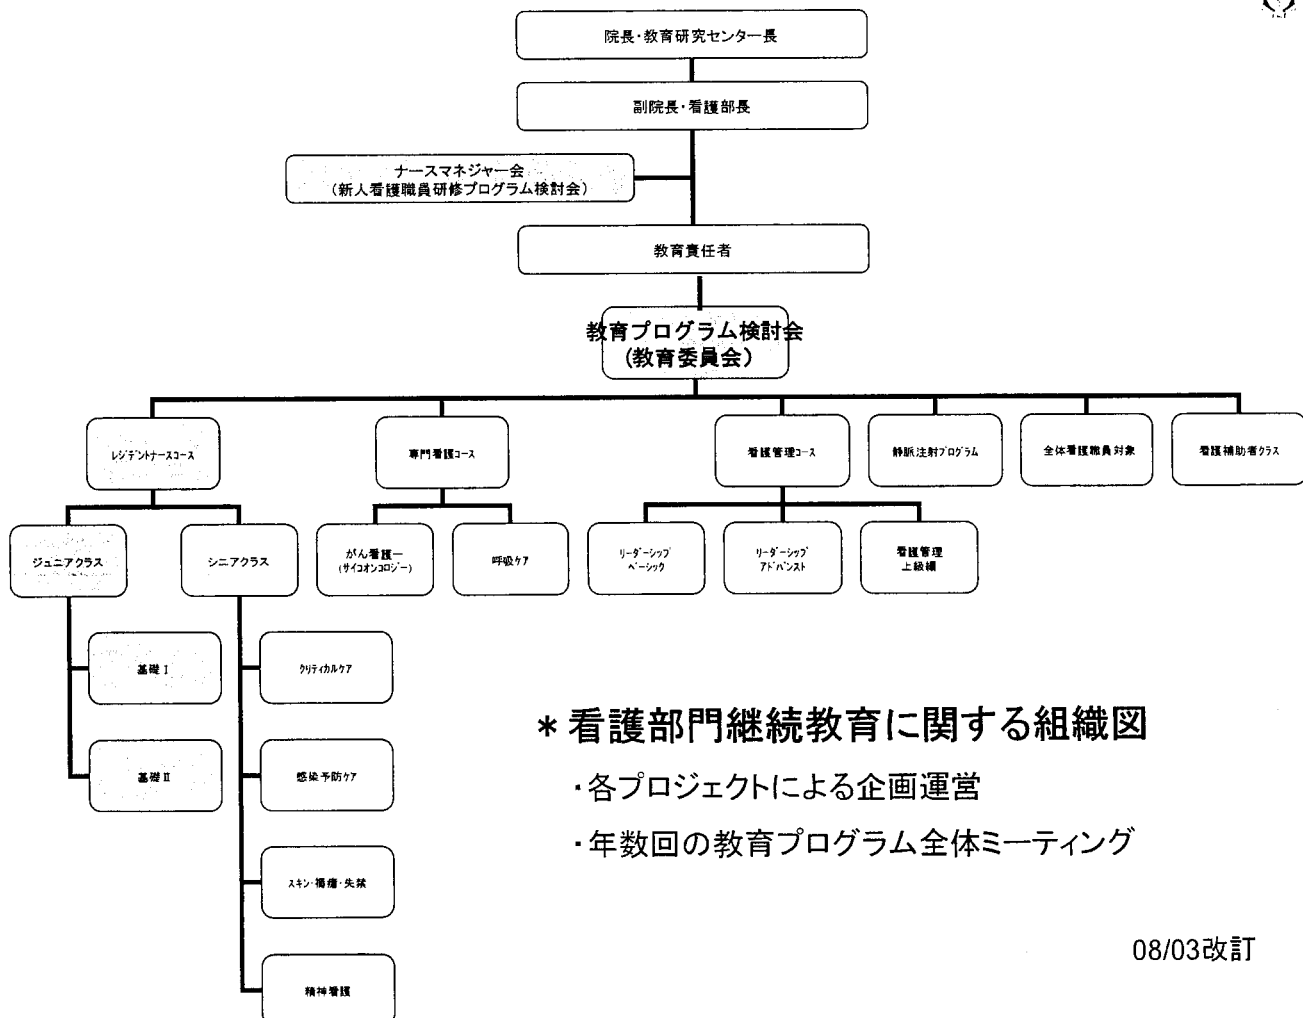 院長・教育研究センター長
副院長・看護部長
ナースマネジャー会
(新人看護職員研修プログラム検討会)
教育責任者
教育プログラム検討会
(教育委員会)
レジデントナースコース
専門看護コース
看護管理コース
静脈注射プログラム
全体看護職員対象
看護補助者クラス
ジュニアクラス
シニアクラス
がん看護ー
(サイコオンコロジー)
呼吸ケア
リーダーシップ
ベーシック
リーダーシップ
アドバンスト
看護管理
上級編
基礎Ⅰ
クリティカルケア
基礎Ⅱ
感染予防ケア
スキン・褥瘡・失禁
精神看護
＊看護部門継続教育に関する組織図
・各プロジェクトによる企画運営
・年数回の教育プログラム全体ミーティング
08/03改訂